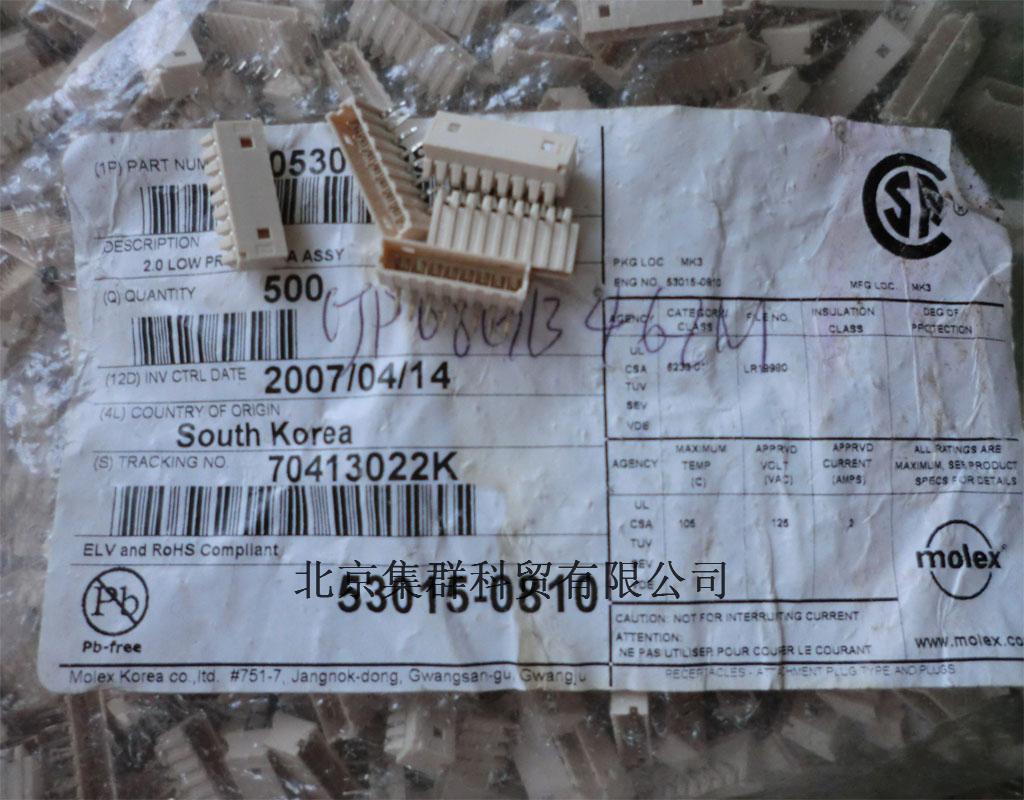 (1P) PART NUM 0530
DESCRIPTION
2.0 LOW PR A ASSY
(Q) QUANTITY 500
(12D) INV CTRL DATE 2007/04/14
(4L) COUNTRY OF ORIGIN
South Korea
(S) TRACKING NO. 70413022K
ELV and RoHS Compliant
Pb
Pb-free
53015-0810
北京集群科贸有限公司
Molex Korea co.,ltd. #751-7, Jangnok-dong, Gwangsan-gu, Gwangju
PKG LOC MK3
ENG NO. 53015-0810 MFG LOC MK3
AGENCY CATEGORY/ CLASS FILE NO. INSULATION CLASS DEG OF PROTECTION
UL
CSA LR19980
TUV
SEV
VDE
AGENCY MAXIMUM TEMP (C) APPRVD VOLT (VAC) APPRVD CURRENT (AMPS) ALL RATINGS ARE MAXIMUM, SEE PRODUCT SPECS FOR DETAILS
UL
CSA 105 125
TUV
molex
CAUTION: NOT FOR INTERRUPTING CURRENT
ATTENTION:
NE PAS UTILISER POUR COUPER LE COURANT
www.molex.co
RECEPTACLES - ATTACHMENT PLUG TYPE AND PLUGS